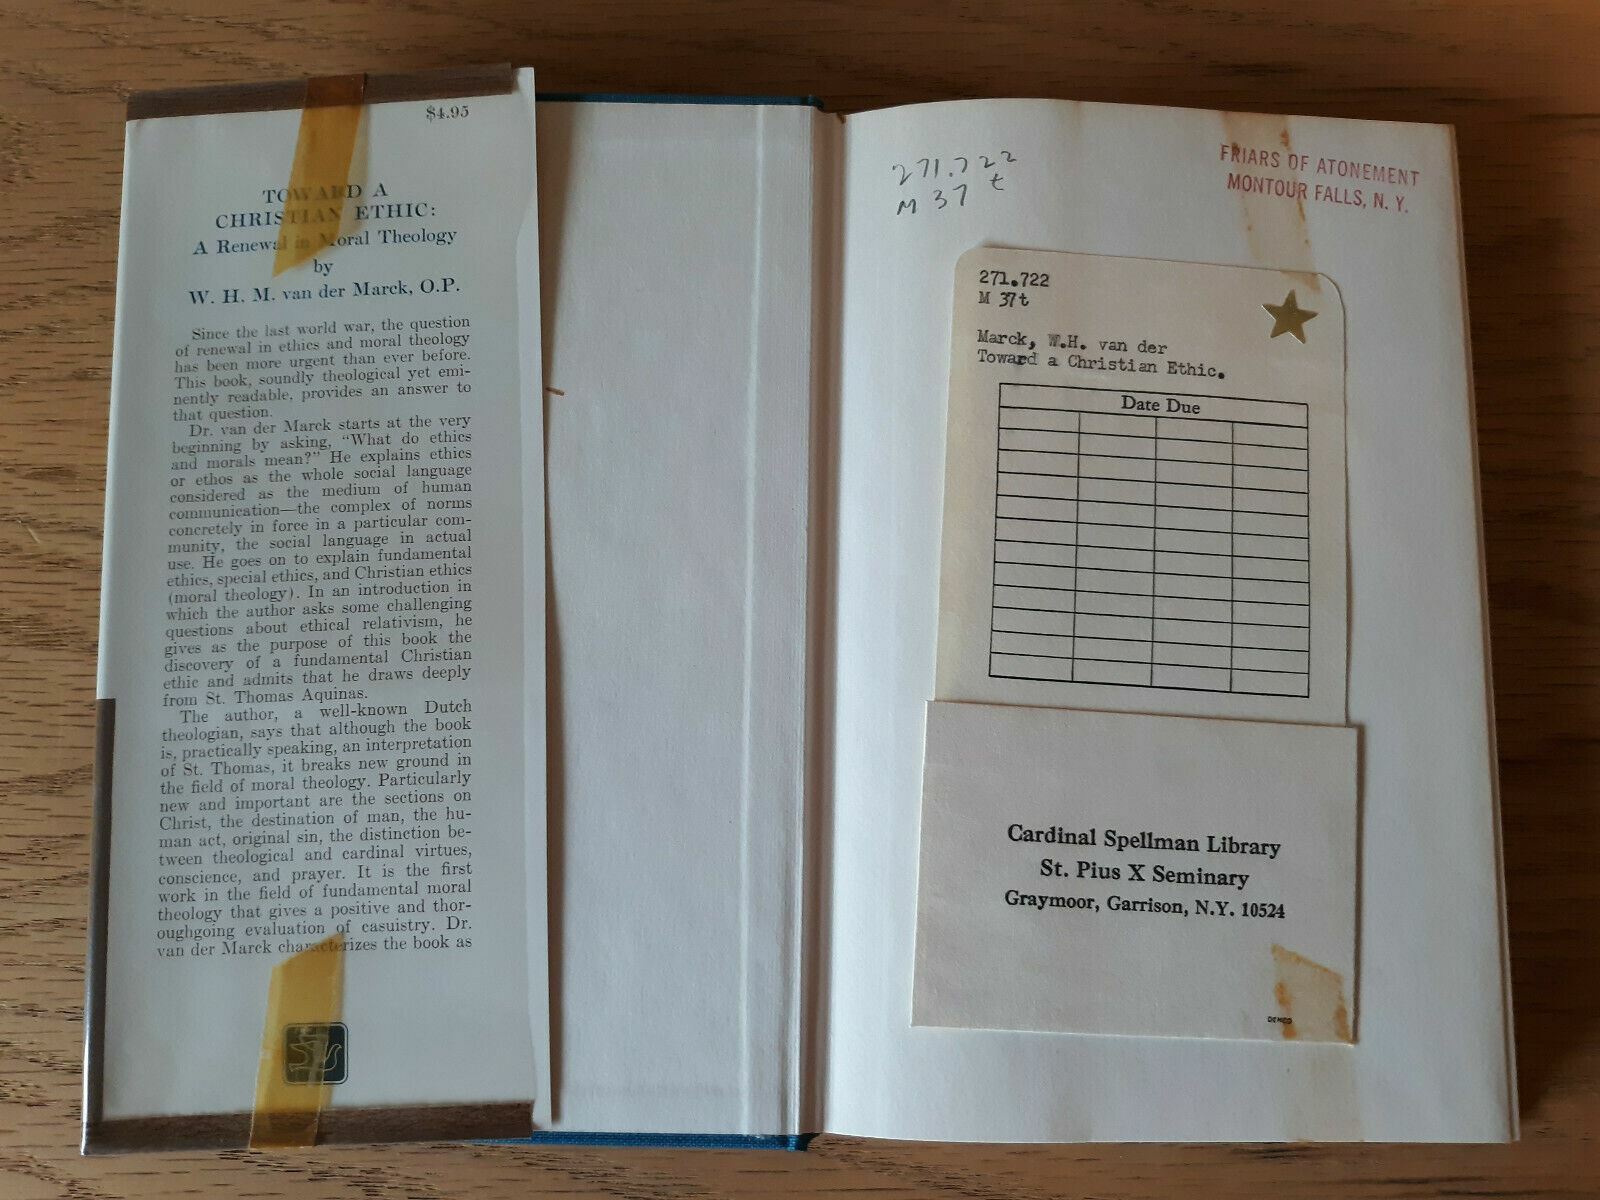 $4.95
TOWARD A
CHRISTIAN ETHIC:
A Renewal in Moral Theology
by
W. H. M. van der Marck, O.P.
Since the last world war, the question
of renewal in ethics and moral theology
has been more urgent than ever before.
This book, soundly theological yet emi-
nently readable, provides an answer to
that question.
Dr. van der Marck starts at the very
beginning by asking, “What do ethics
and morals mean?” He explains ethics
or ethos as the whole social language
considered as the medium of human
communication—the complex of norms
concretely in force in a particular com-
munity, the social language in actual
use. He goes on to explain fundamental
ethics, special ethics, and Christian ethics
(moral theology). In an introduction in
which the author asks some challenging
questions about ethical relativism, he
gives as the purpose of this book the
discovery of a fundamental Christian
ethic and admits that he draws deeply
from St. Thomas Aquinas.
The author, a well-known Dutch
theologian, says that although the book
is, practically speaking, an interpretation
of St. Thomas, it breaks new ground in
the field of moral theology. Particularly
new and important are the sections on
Christ, the destination of man, the hu-
man act, original sin, the distinction be-
tween theological and cardinal virtues,
conscience, and prayer. It is the first
work in the field of fundamental moral
theology that gives a positive and thor-
oughgoing evaluation of casuistry. Dr.
van der Marck characterizes the book as
271.722
M 37 t
FRIARS OF ATONEMENT
MONTOUR FALLS, N. Y.
271.722
M 37t
Marck, W.H. van der
Toward a Christian Ethic.
Date Due
Cardinal Spellman Library
St. Pius X Seminary
Graymoor, Garrison, N.Y. 10524
DEMCO